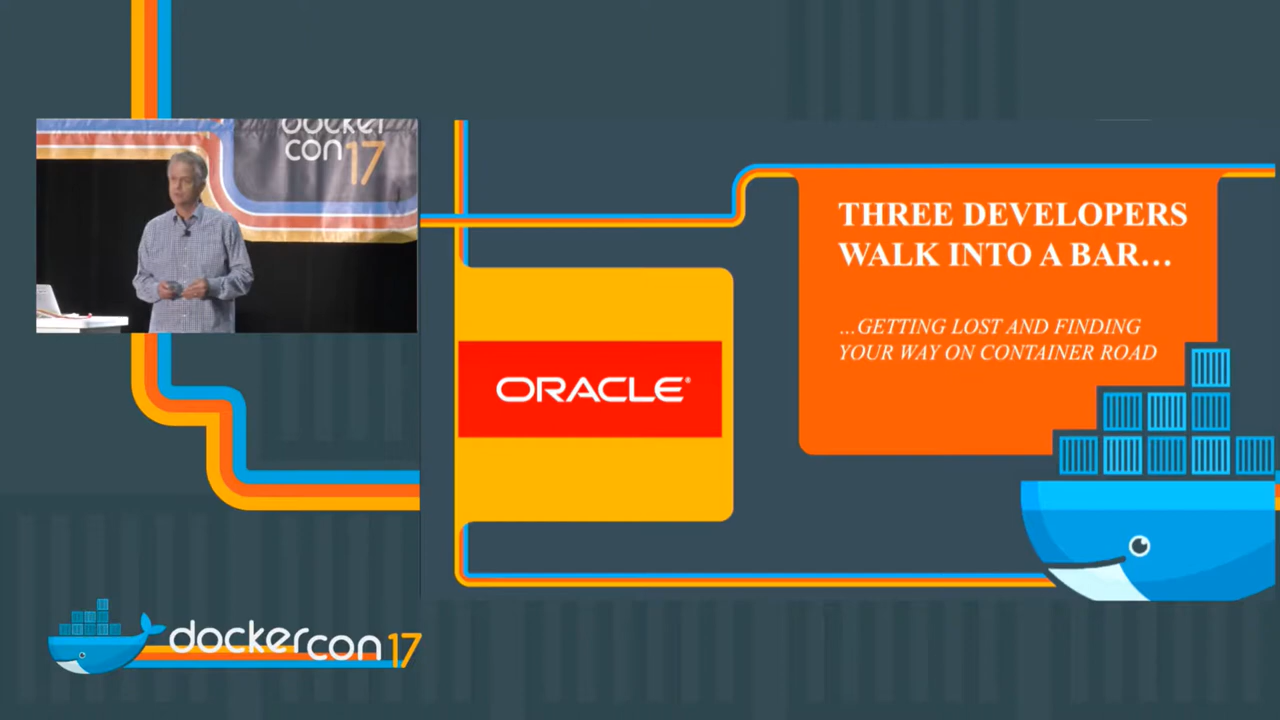 docker
con17
ORACLE®
THREE DEVELOPERS
WALK INTO A BAR…
…GETTING LOST AND FINDING
YOUR WAY ON CONTAINER ROAD
dockercon17